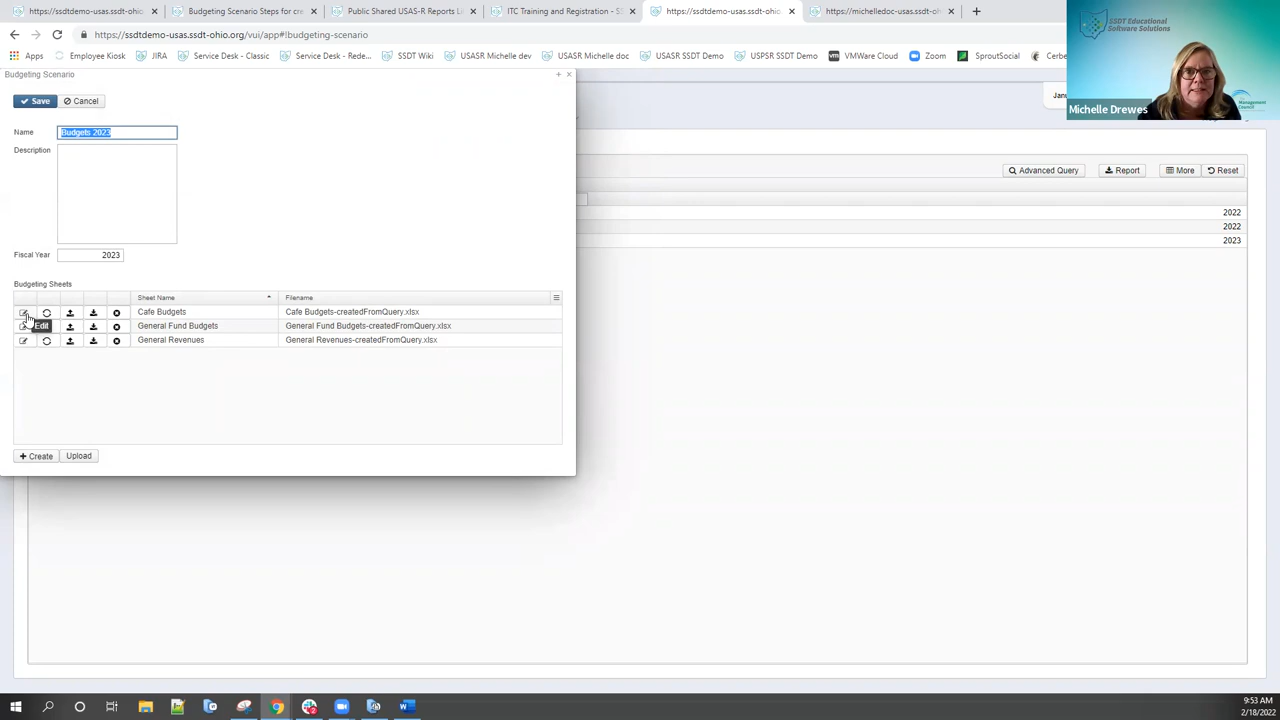 https://ssdtdemo-usas.ssdt-ohio
Budgeting Scenario Steps for cre
Public Shared USAS-R Reports Li
ITC Training and Registration - SS
https://ssdtdemo-usas.ssdt-ohio.
https://michelledoc-usas.ssdt-oh
https://ssdtdemo-usas.ssdt-ohio.org/vui/app#!budgeting-scenario
Apps
Employee Kiosk
JIRA
Service Desk - Classic
Service Desk - Rede...
SSDT Wiki
USASR Michelle dev
USASR Michelle doc
USASR SSDT Demo
USPSR SSDT Demo
VMWare Cloud
Zoom
SproutSocial
Cerbe
SSDT Educational
Software Solutions
Management
Council
Michelle Drewes
Budgeting Scenario
Save
Cancel
Name
Budgets 2023
Description
Fiscal Year
2023
Budgeting Sheets
Sheet Name
Filename
Cafe Budgets
Cafe Budgets-createdFromQuery.xlsx
Edit
General Fund Budgets
General Fund Budgets-createdFromQuery.xlsx
General Revenues
General Revenues-createdFromQuery.xlsx
Create
Upload
Advanced Query
Report
More
Reset
2022
2022
2023
9:53 AM
2/18/2022